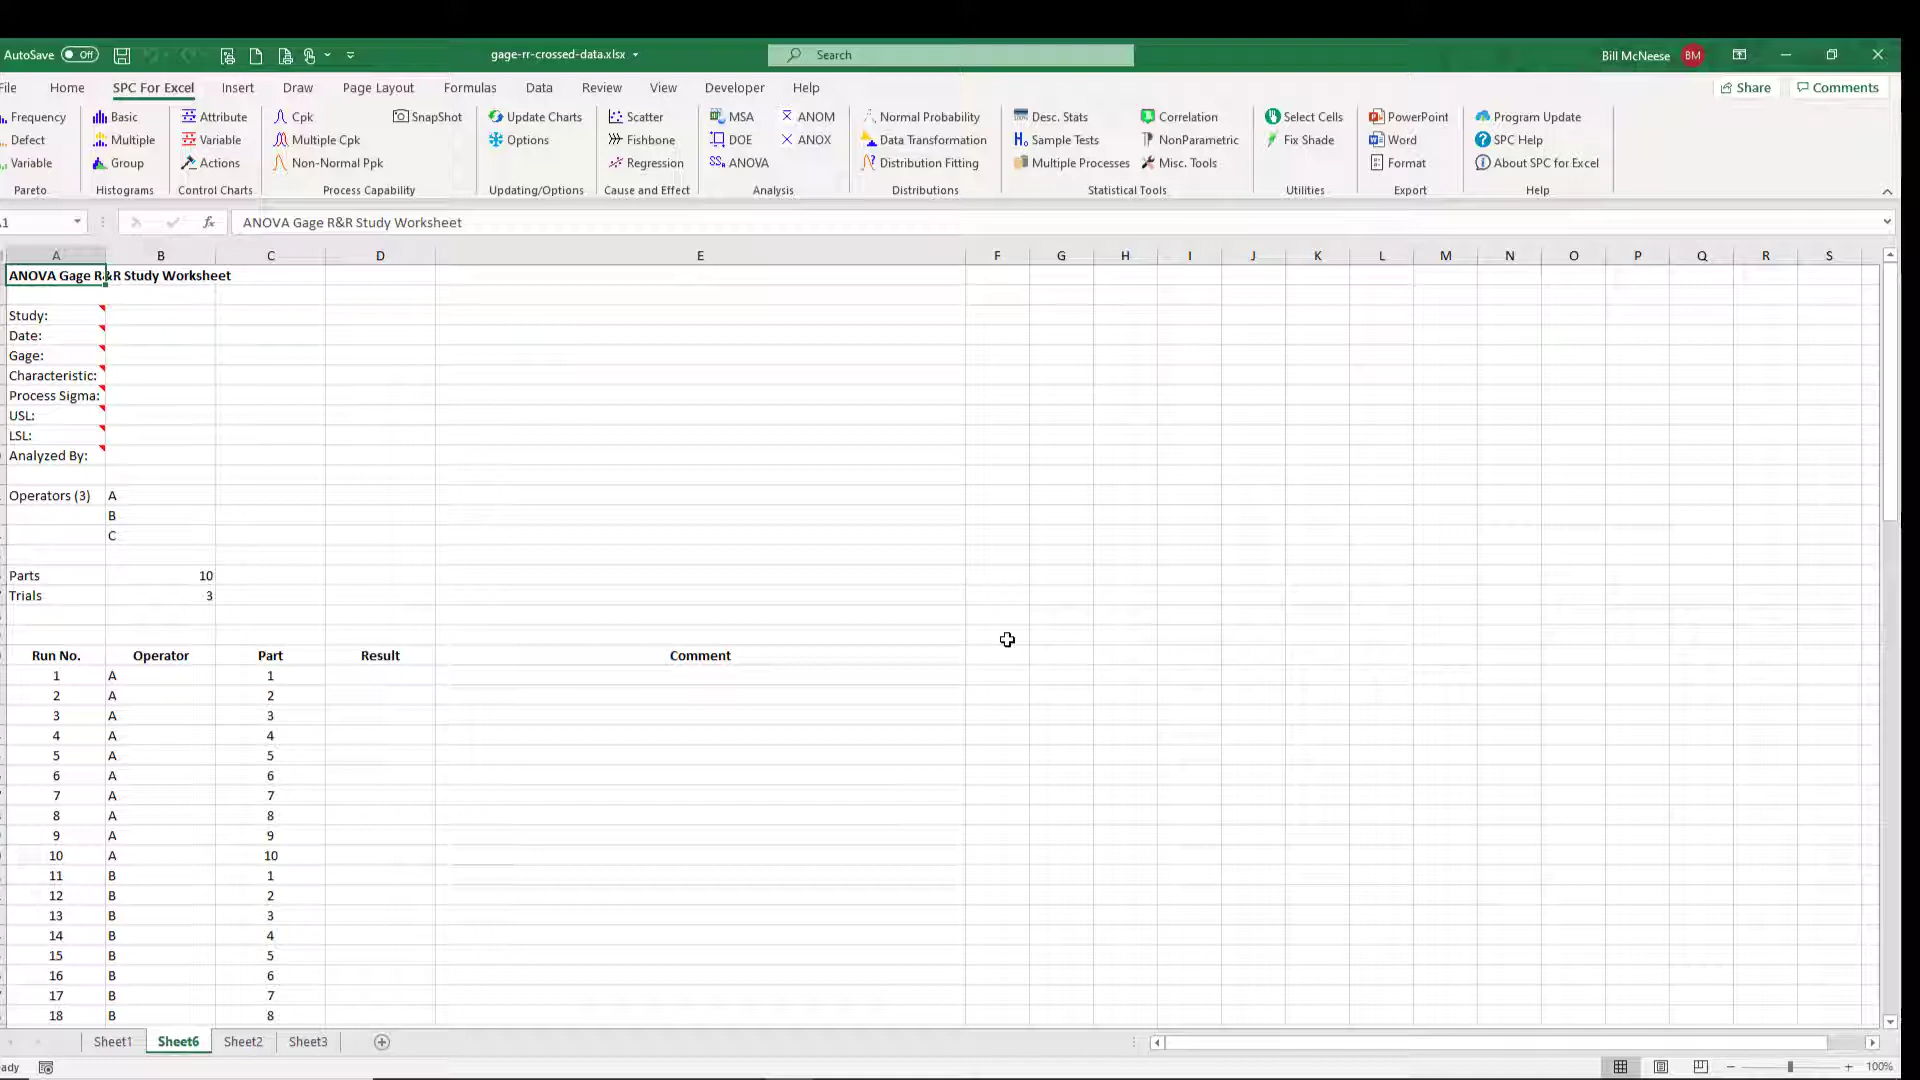 AutoSave Off gage-rr-crossed-data.xlsx Search Bill McNeese BM
File Home SPC For Excel Insert Draw Page Layout Formulas Data Review View Developer Help Share Comments
Frequency Basic Attribute Cpk SnapShot Update Charts Scatter MSA ANOM Normal Probability Desc. Stats Correlation Select Cells PowerPoint Program Update
Defect Multiple Variable Multiple Cpk Options Fishbone DOE ANOX Data Transformation Sample Tests NonParametric Fix Shade Word SPC Help
Variable Group Actions Non-Normal Ppk Regression ANOVA Distribution Fitting Multiple Processes Misc. Tools Format About SPC for Excel
Pareto Histograms Control Charts Process Capability Updating/Options Cause and Effect Analysis Distributions Statistical Tools Utilities Export Help
A1 fx ANOVA Gage R&R Study Worksheet
A B C D E F G H I J K L M N O P Q R S
ANOVA Gage R&R Study Worksheet
Study:
Date:
Gage:
Characteristic:
Process Sigma:
USL:
LSL:
Analyzed By:
Operators (3) A
B
C
Parts 10
Trials 3
Run No. Operator Part Result Comment
1 A 1
2 A 2
3 A 3
4 A 4
5 A 5
6 A 6
7 A 7
8 A 8
9 A 9
10 A 10
11 B 1
12 B 2
13 B 3
14 B 4
15 B 5
16 B 6
17 B 7
18 B 8
Sheet1 Sheet6 Sheet2 Sheet3
100%